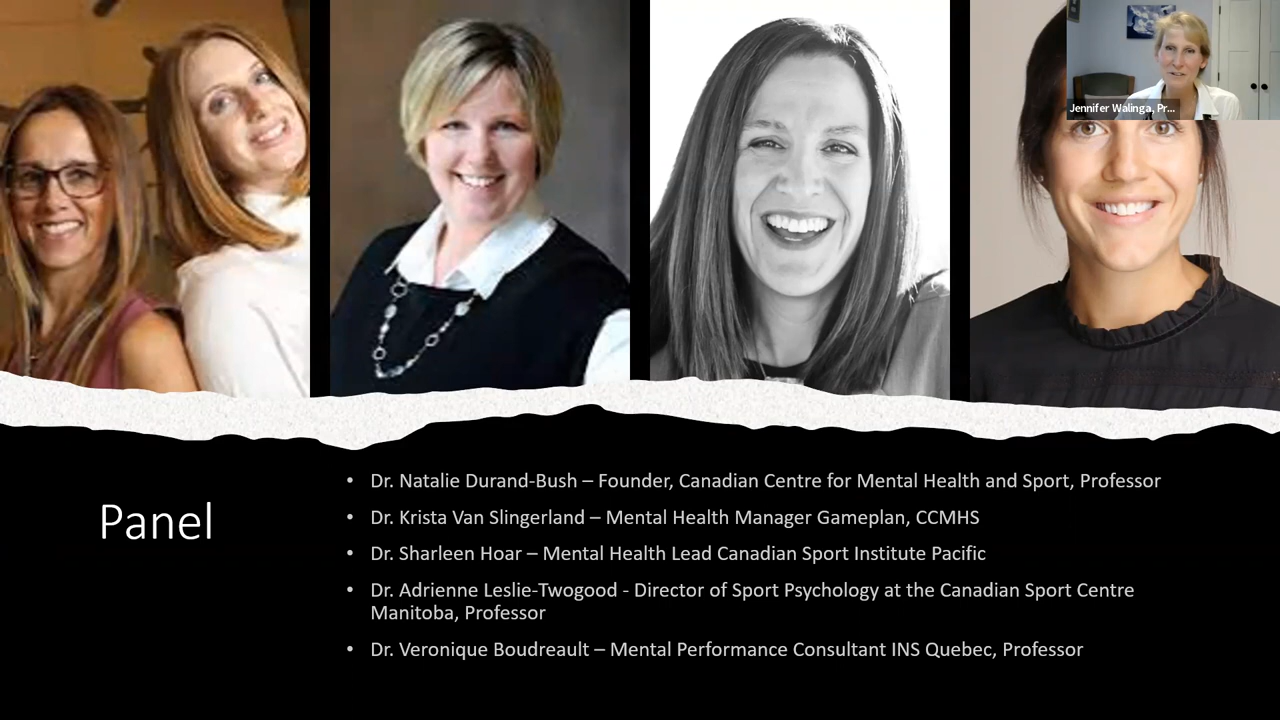 Jennifer Walinga, Pr...
Panel
• Dr. Natalie Durand-Bush – Founder, Canadian Centre for Mental Health and Sport, Professor
• Dr. Krista Van Slingerland – Mental Health Manager Gameplan, CCMHS
• Dr. Sharleen Hoar – Mental Health Lead Canadian Sport Institute Pacific
• Dr. Adrienne Leslie-Twogood - Director of Sport Psychology at the Canadian Sport Centre
Manitoba, Professor
• Dr. Veronique Boudreault – Mental Performance Consultant INS Quebec, Professor